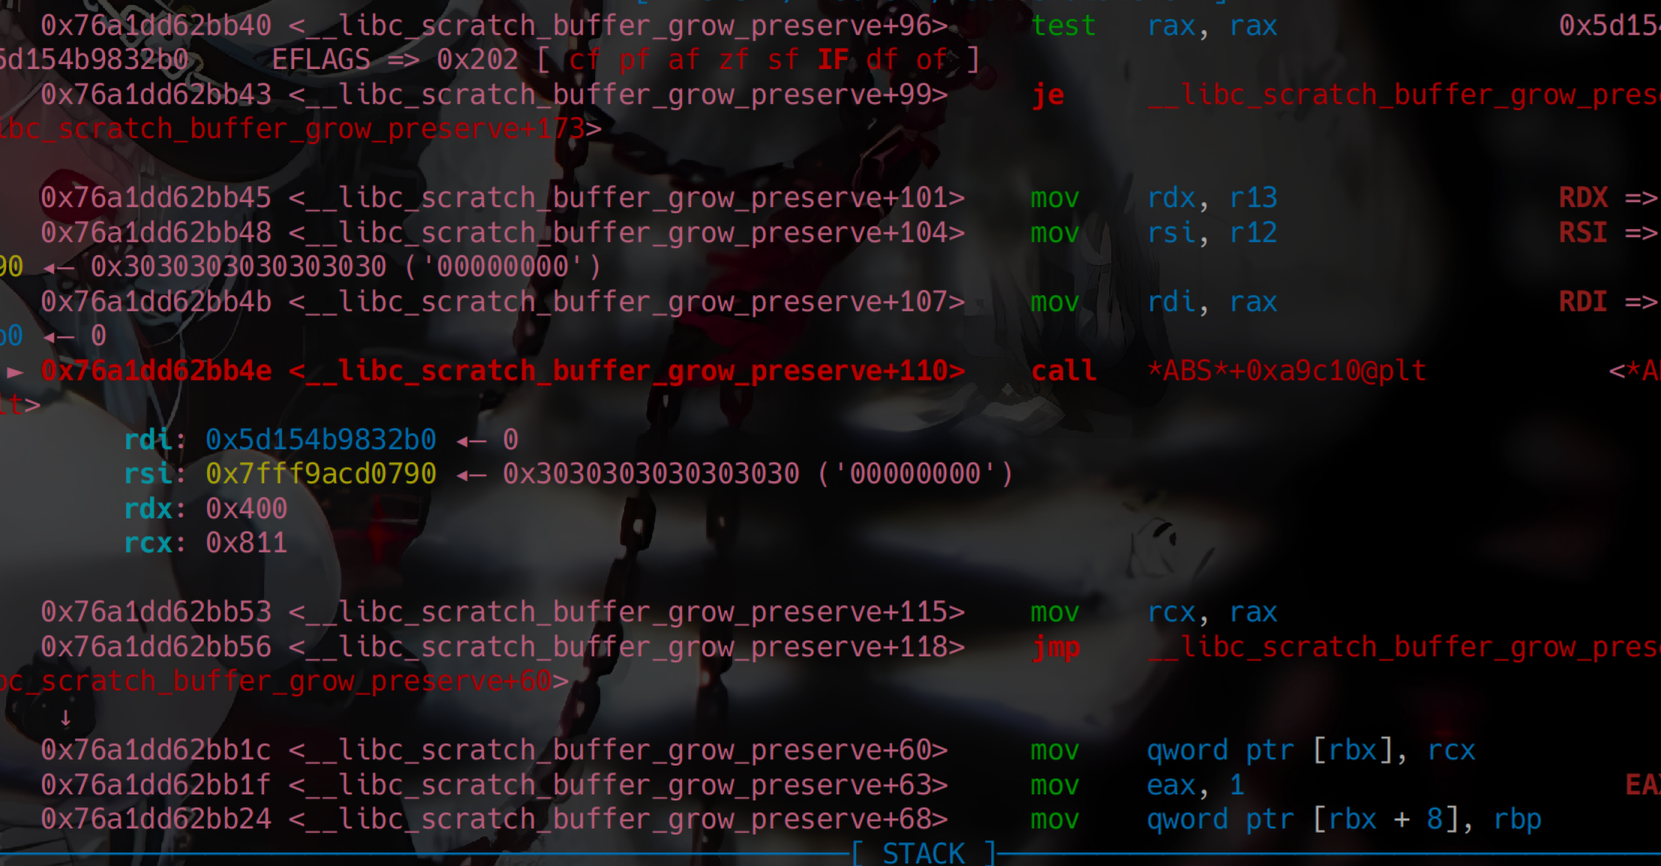 0x76a1dd62bb40 <__libc_scratch_buffer_grow_preserve+96> test rax, rax 0x5d15
5d154b9832b0 EFLAGS => 0x202 [ cf pf af zf sf IF df of ]
0x76a1dd62bb43 <__libc_scratch_buffer_grow_preserve+99> je __libc_scratch_buffer_grow_pres
ibc_scratch_buffer_grow_preserve+173>
0x76a1dd62bb45 <__libc_scratch_buffer_grow_preserve+101> mov rdx, r13 RDX =>
0x76a1dd62bb48 <__libc_scratch_buffer_grow_preserve+104> mov rsi, r12 RSI =>
90 ◂— 0x3030303030303030 ('00000000')
0x76a1dd62bb4b <__libc_scratch_buffer_grow_preserve+107> mov rdi, rax RDI =>
b0 ◂— 0
► 0x76a1dd62bb4e <__libc_scratch_buffer_grow_preserve+110> call *ABS*+0xa9c10@plt <*A
lt>
rdi: 0x5d154b9832b0 ◂— 0
rsi: 0x7fff9acd0790 ◂— 0x3030303030303030 ('00000000')
rdx: 0x400
rcx: 0x811
0x76a1dd62bb53 <__libc_scratch_buffer_grow_preserve+115> mov rcx, rax
0x76a1dd62bb56 <__libc_scratch_buffer_grow_preserve+118> jmp __libc_scratch_buffer_grow_pres
bc_scratch_buffer_grow_preserve+60>
↓
0x76a1dd62bb1c <__libc_scratch_buffer_grow_preserve+60> mov qword ptr [rbx], rcx
0x76a1dd62bb1f <__libc_scratch_buffer_grow_preserve+63> mov eax, 1 EAX
0x76a1dd62bb24 <__libc_scratch_buffer_grow_preserve+68> mov qword ptr [rbx + 8], rbp
[ STACK ]